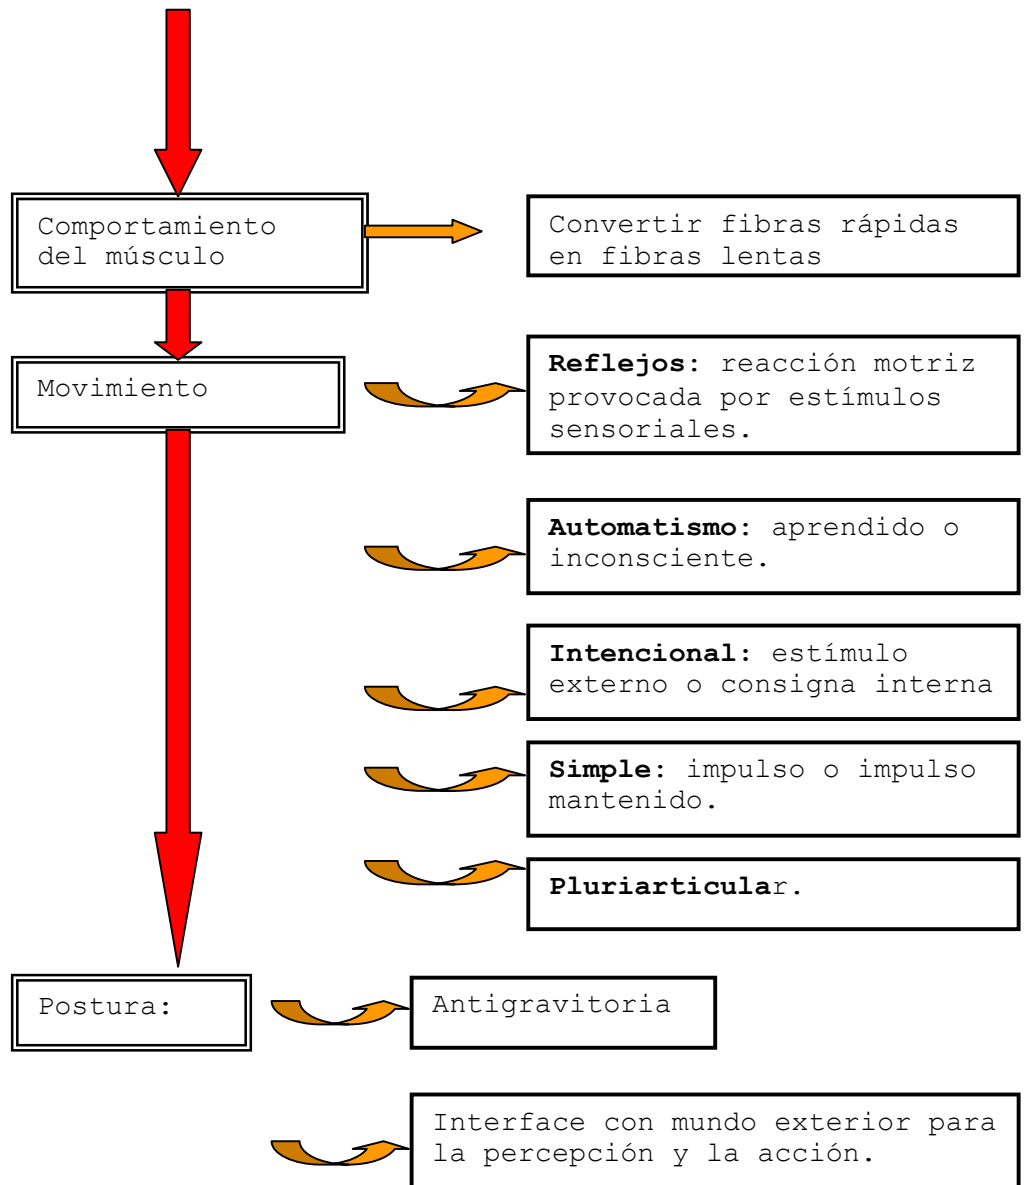 Comportamiento
del músculo
Convertir fibras rápidas
en fibras lentas
Movimiento
Reflejos: reacción motriz
provocada por estímulos
sensoriales.
Automatismo: aprendido o
inconsciente.
Intencional: estímulo
externo o consigna interna
Simple: impulso o impulso
mantenido.
Pluriarticular.
Postura:
Antigravitoria
Interface con mundo exterior para
la percepción y la acción.